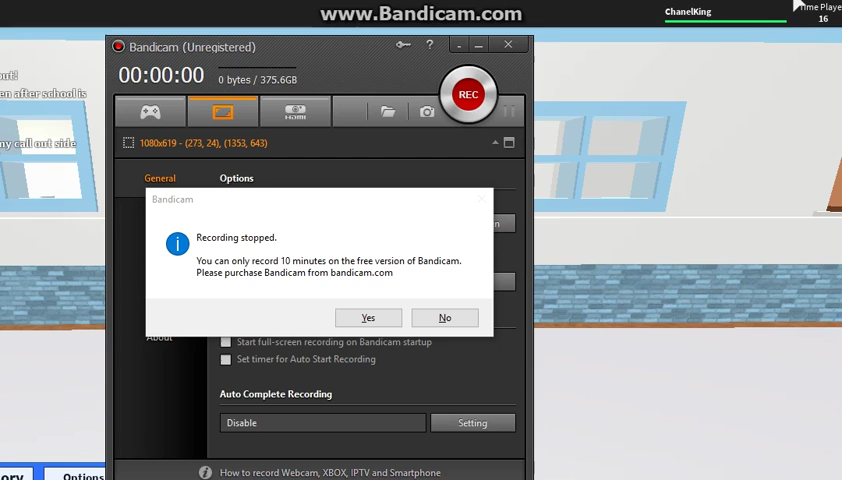 www.Bandicam.com
ChanelKing
Time Playe
16
Bandicam (Unregistered)
?
00:00:00
0 bytes / 375.6GB
REC
HDMI
out!
en after school is
my call out side
1080x619 - (273, 24), (1353, 643)
General
Options
Bandicam
Recording stopped.
You can only record 10 minutes on the free version of Bandicam.
Please purchase Bandicam from bandicam.com
Yes
No
About
Start full-screen recording on Bandicam startup
Set timer for Auto Start Recording
Auto Complete Recording
Disable
Setting
How to record Webcam, XBOX, IPTV and Smartphone
ory
Options